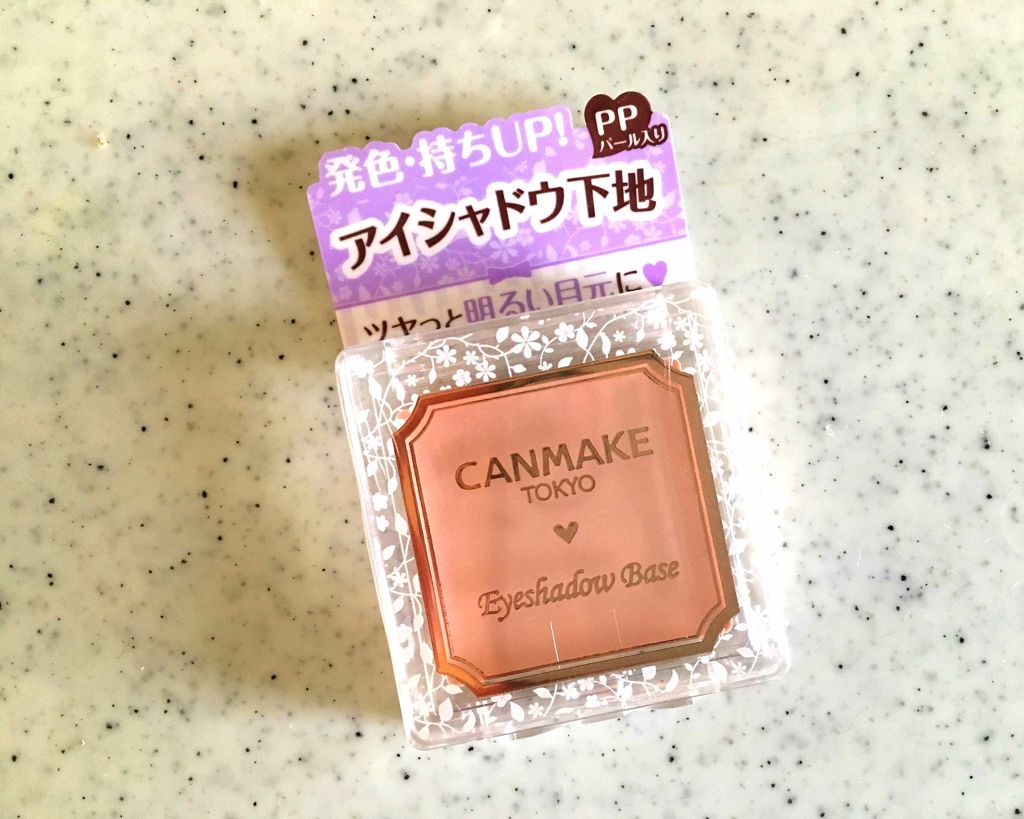 発色・持ちUP!
PP
パール入り
アイシャドウ下地
ツヤっと明るい目元に
CANMAKE
TOKYO
Eyeshadow Base